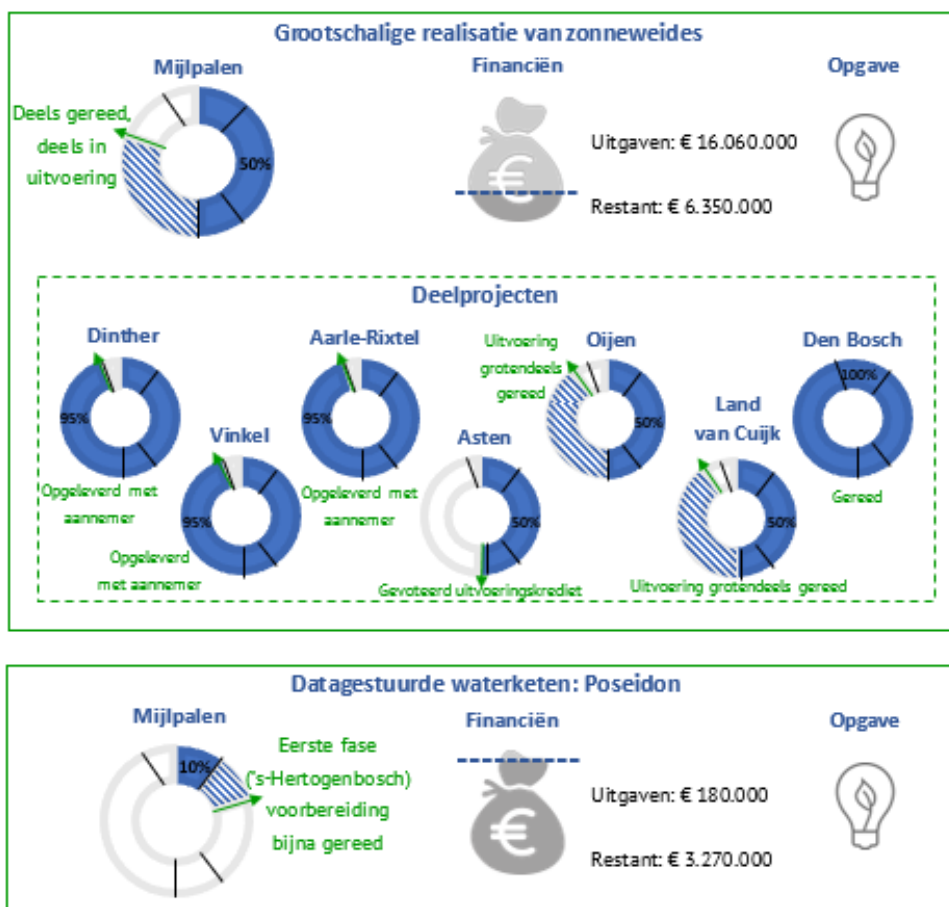 Grootschalige realisatie van zonneweides
Mijlpalen
Deels gereed,
deels in
uitvoering
50%
Financiën
€
Uitgaven: € 16.060.000
Restant: € 6.350.000
Opgave
Deelprojecten
Dinther
95%
Opgeleverd met
aannemer
Vinkel
95%
Opgeleverd
met aannemer
Aarle-Rixtel
95%
Opgeleverd met
aannemer
Asten
50%
Gevoteerd uitvoeringskrediet
Uitvoering
grotendeels
gereed
Oijen
50%
Land
van Cuijk
50%
Uitvoering grotendeels gereed
Den Bosch
100%
Gereed
Datagestuurde waterketen: Poseidon
Mijlpalen
10%
Eerste fase
('s-Hertogenbosch)
voorbereiding
bijna gereed
Financiën
€
Uitgaven: € 180.000
Restant: € 3.270.000
Opgave